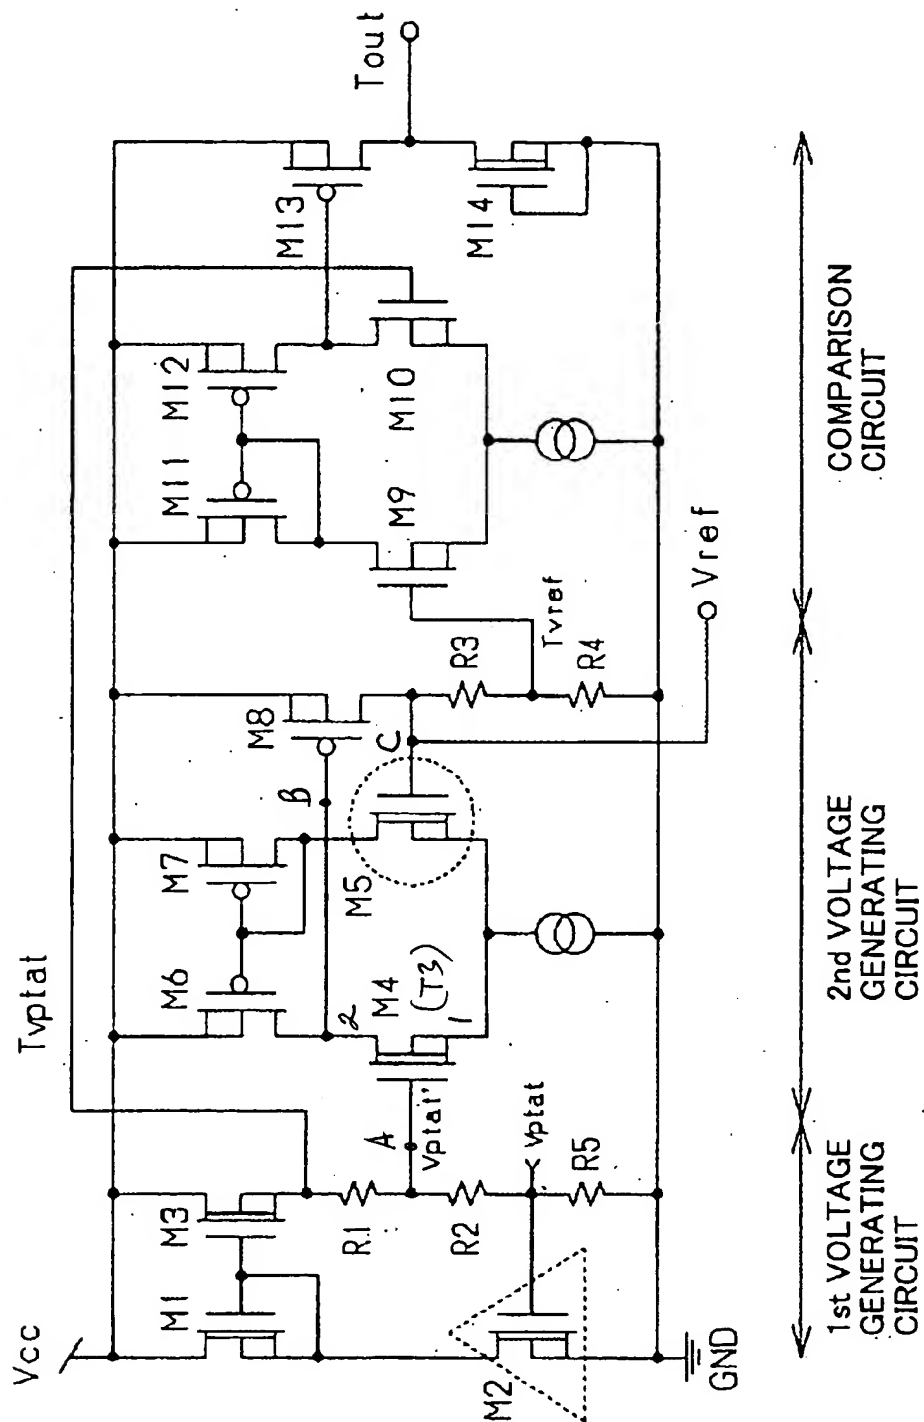 Vcc
M1
M3
M2
GND
R1
R2
R5
Vptat
A
Vptat'
Tvptat
M6
M7
2
M4
(T3)
1
M5
B
C
M8
R3
R4
Tvref
Vref
M11
M12
M9
M10
M13
M14
Tout
1st VOLTAGE
GENERATING
CIRCUIT
2nd VOLTAGE
GENERATING
CIRCUIT
COMPARISON
CIRCUIT